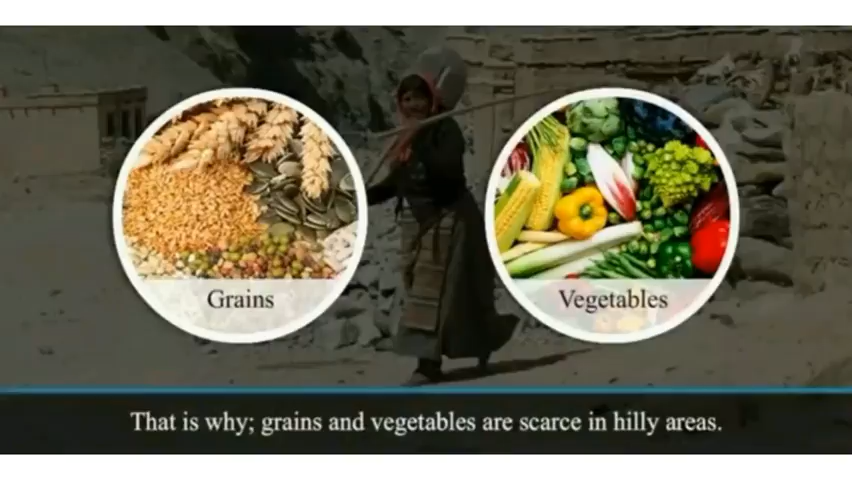 Grains
Vegetables
That is why; grains and vegetables are scarce in hilly areas.